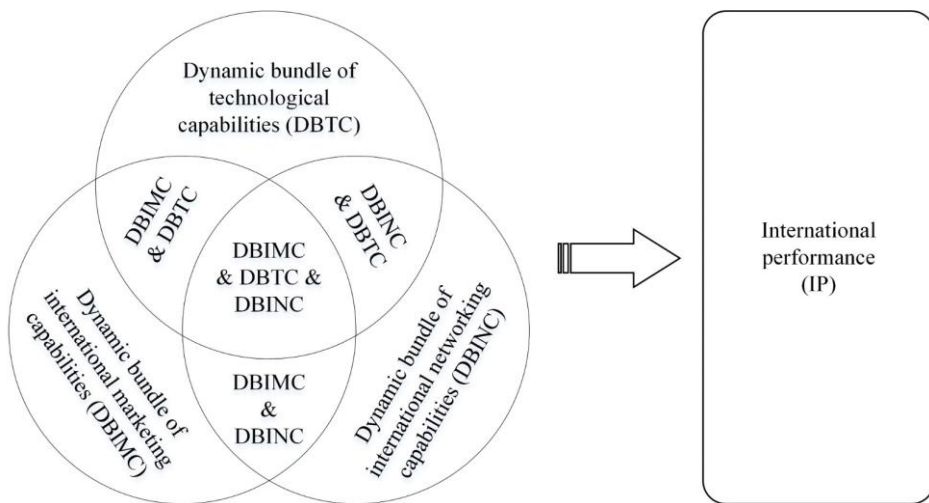 Dynamic bundle of
technological
capabilities (DBTC)
DBIMC
& DBTC
DBINC
& DBTC
DBIMC
& DBTC &
DBINC
Dynamic bundle of
international marketing
capabilities (DBIMC)
DBIMC
&
DBINC
Dynamic bundle of
international networking
capabilities (DBINC)
International
performance
(IP)